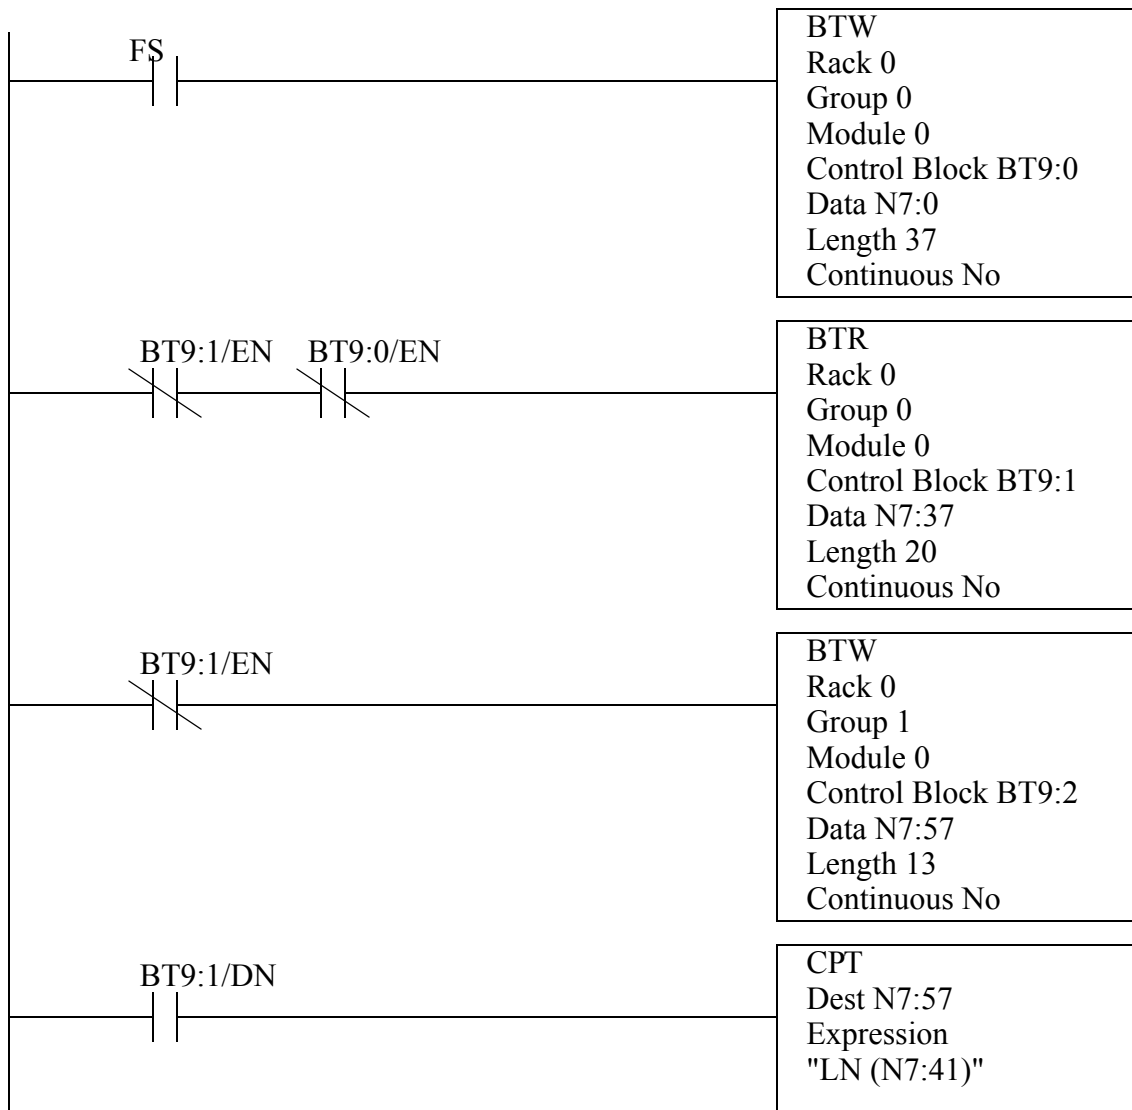 FS
BTW
Rack 0
Group 0
Module 0
Control Block BT9:0
Data N7:0
Length 37
Continuous No
BT9:1/EN BT9:0/EN
BTR
Rack 0
Group 0
Module 0
Control Block BT9:1
Data N7:37
Length 20
Continuous No
BT9:1/EN
BTW
Rack 0
Group 1
Module 0
Control Block BT9:2
Data N7:57
Length 13
Continuous No
BT9:1/DN
CPT
Dest N7:57
Expression
"LN (N7:41)"